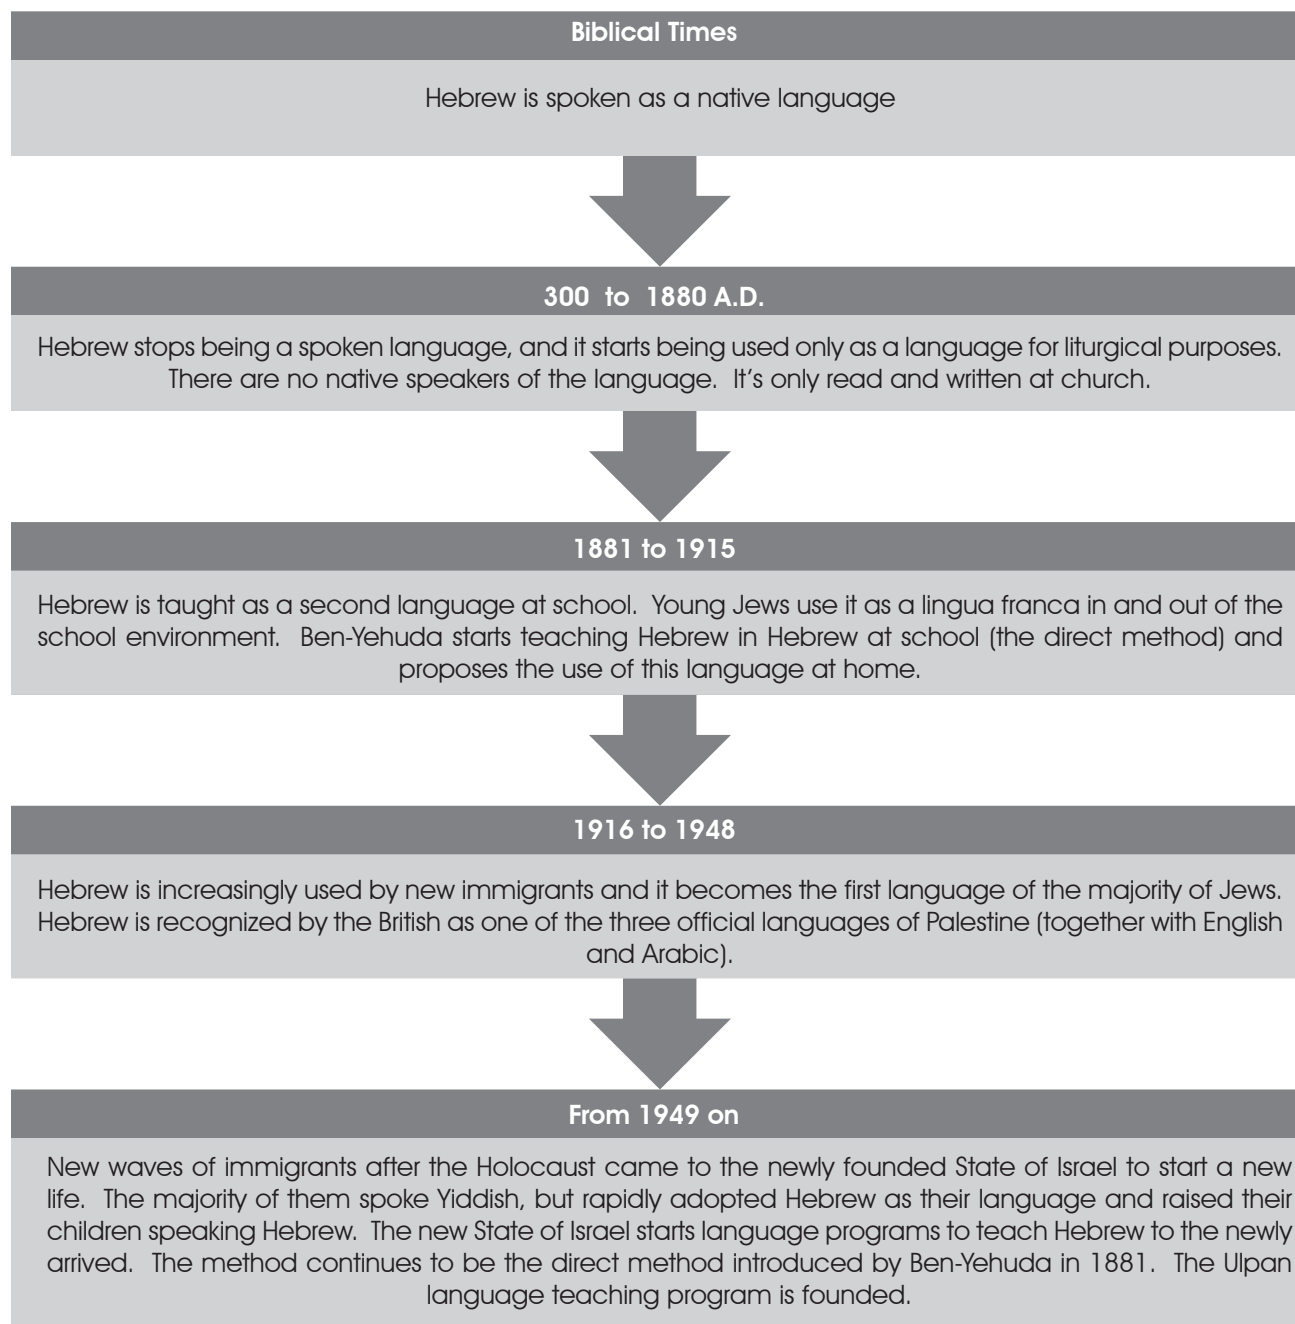 Biblical Times
Hebrew is spoken as a native language
300 to 1880 A.D.
Hebrew stops being a spoken language, and it starts being used only as a language for liturgical purposes.
There are no native speakers of the language. It's only read and written at church.
1881 to 1915
Hebrew is taught as a second language at school. Young Jews use it as a lingua franca in and out of the
school environment. Ben-Yehuda starts teaching Hebrew in Hebrew at school (the direct method) and
proposes the use of this language at home.
1916 to 1948
Hebrew is increasingly used by new immigrants and it becomes the first language of the majority of Jews.
Hebrew is recognized by the British as one of the three official languages of Palestine (together with English
and Arabic).
From 1949 on
New waves of immigrants after the Holocaust came to the newly founded State of Israel to start a new
life. The majority of them spoke Yiddish, but rapidly adopted Hebrew as their language and raised their
children speaking Hebrew. The new State of Israel starts language programs to teach Hebrew to the newly
arrived. The method continues to be the direct method introduced by Ben-Yehuda in 1881. The Ulpan
language teaching program is founded.